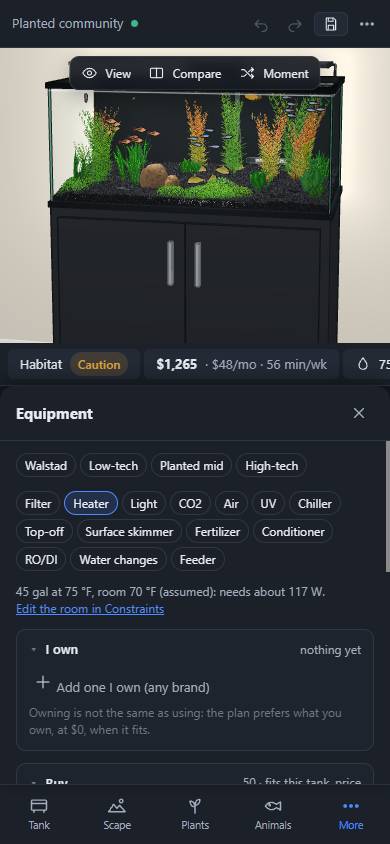 Planted community
View Compare Moment
Habitat Caution $1,265 · $48/mo · 56 min/wk 75
Equipment
Walstad Low-tech Planted mid High-tech
Filter Heater Light CO2 Air UV Chiller
Top-off Surface skimmer Fertilizer Conditioner
RO/DI Water changes Feeder
45 gal at 75 °F, room 70 °F (assumed): needs about 117 W.
Edit the room in Constraints
I own nothing yet
Add one I own (any brand)
Owning is not the same as using: the plan prefers what you
own, at $0, when it fits.
Buy 50 · fits this tank, price
Tank Scape Plants Animals More